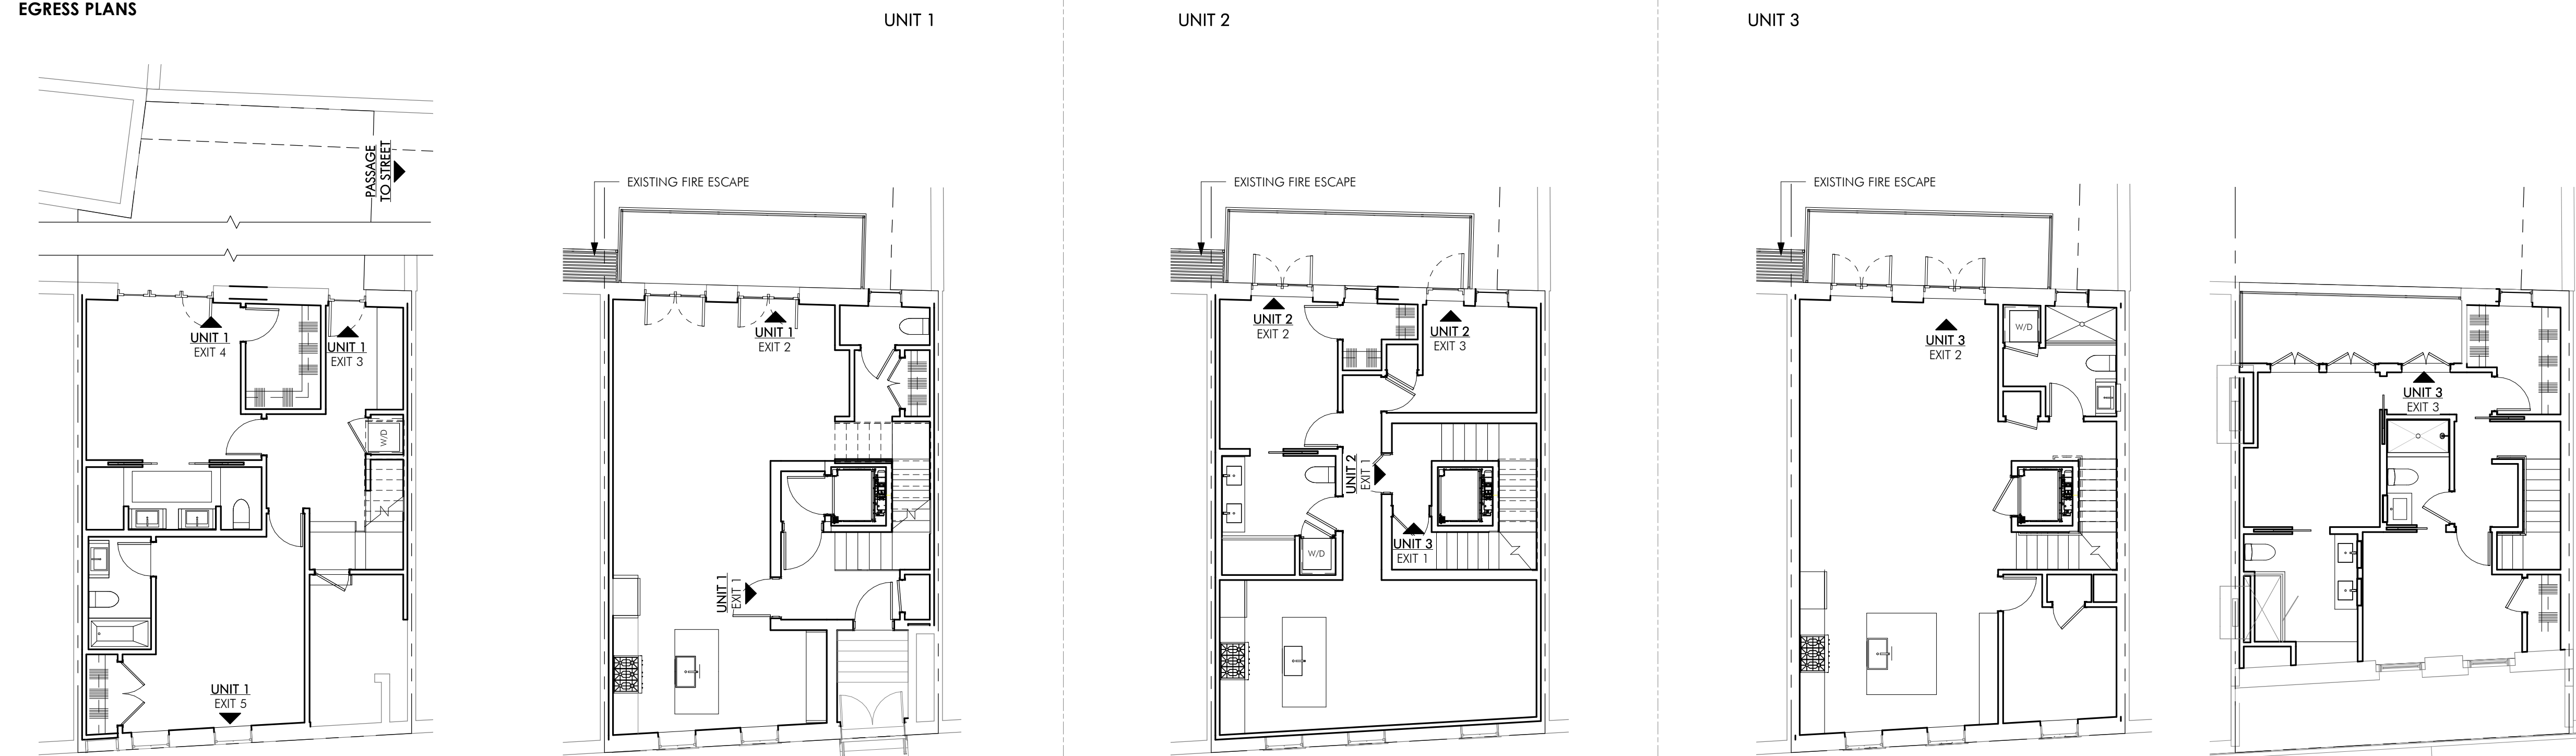 EGRESS PLANS
UNIT 1
UNIT 2
UNIT 3
PASSAGE
TO STREET
UNIT 1
EXIT 4
UNIT 1
EXIT 3
W/D
UNIT 1
EXIT 5
EXISTING FIRE ESCAPE
UNIT 1
EXIT 2
UNIT 1
EXIT 1
EXISTING FIRE ESCAPE
UNIT 2
EXIT 2
UNIT 2
EXIT 3
UNIT 2
EXIT 1
UNIT 3
EXIT 1
W/D
EXISTING FIRE ESCAPE
W/D
UNIT 3
EXIT 2
UNIT 3
EXIT 3